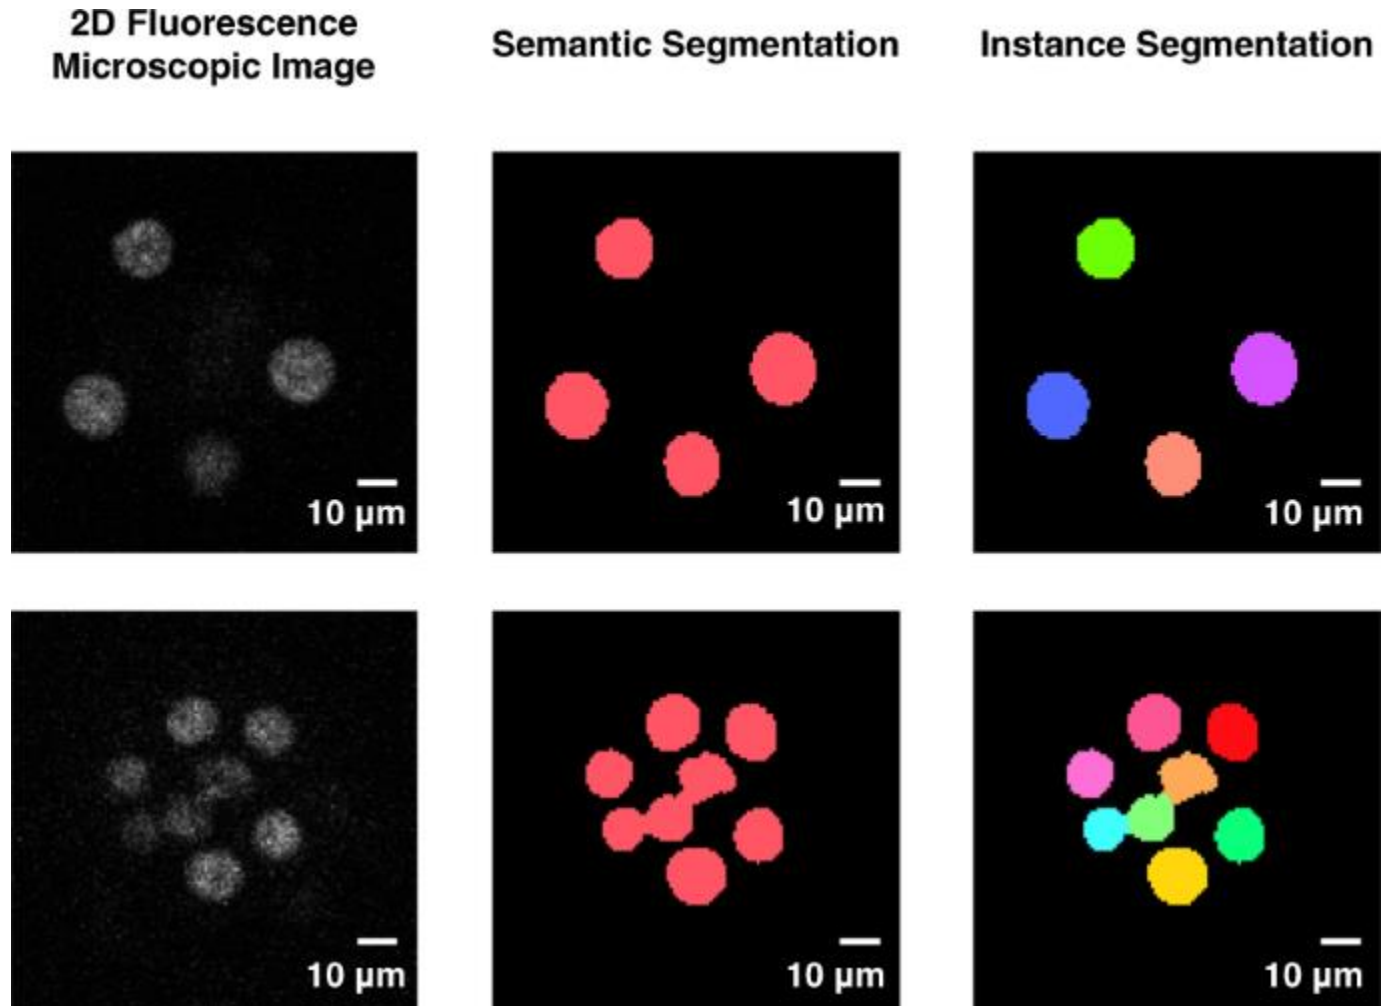 2D Fluorescence
Microscopic Image
Semantic Segmentation
Instance Segmentation
10 µm
10 µm
10 µm
10 µm
10 µm
10 µm